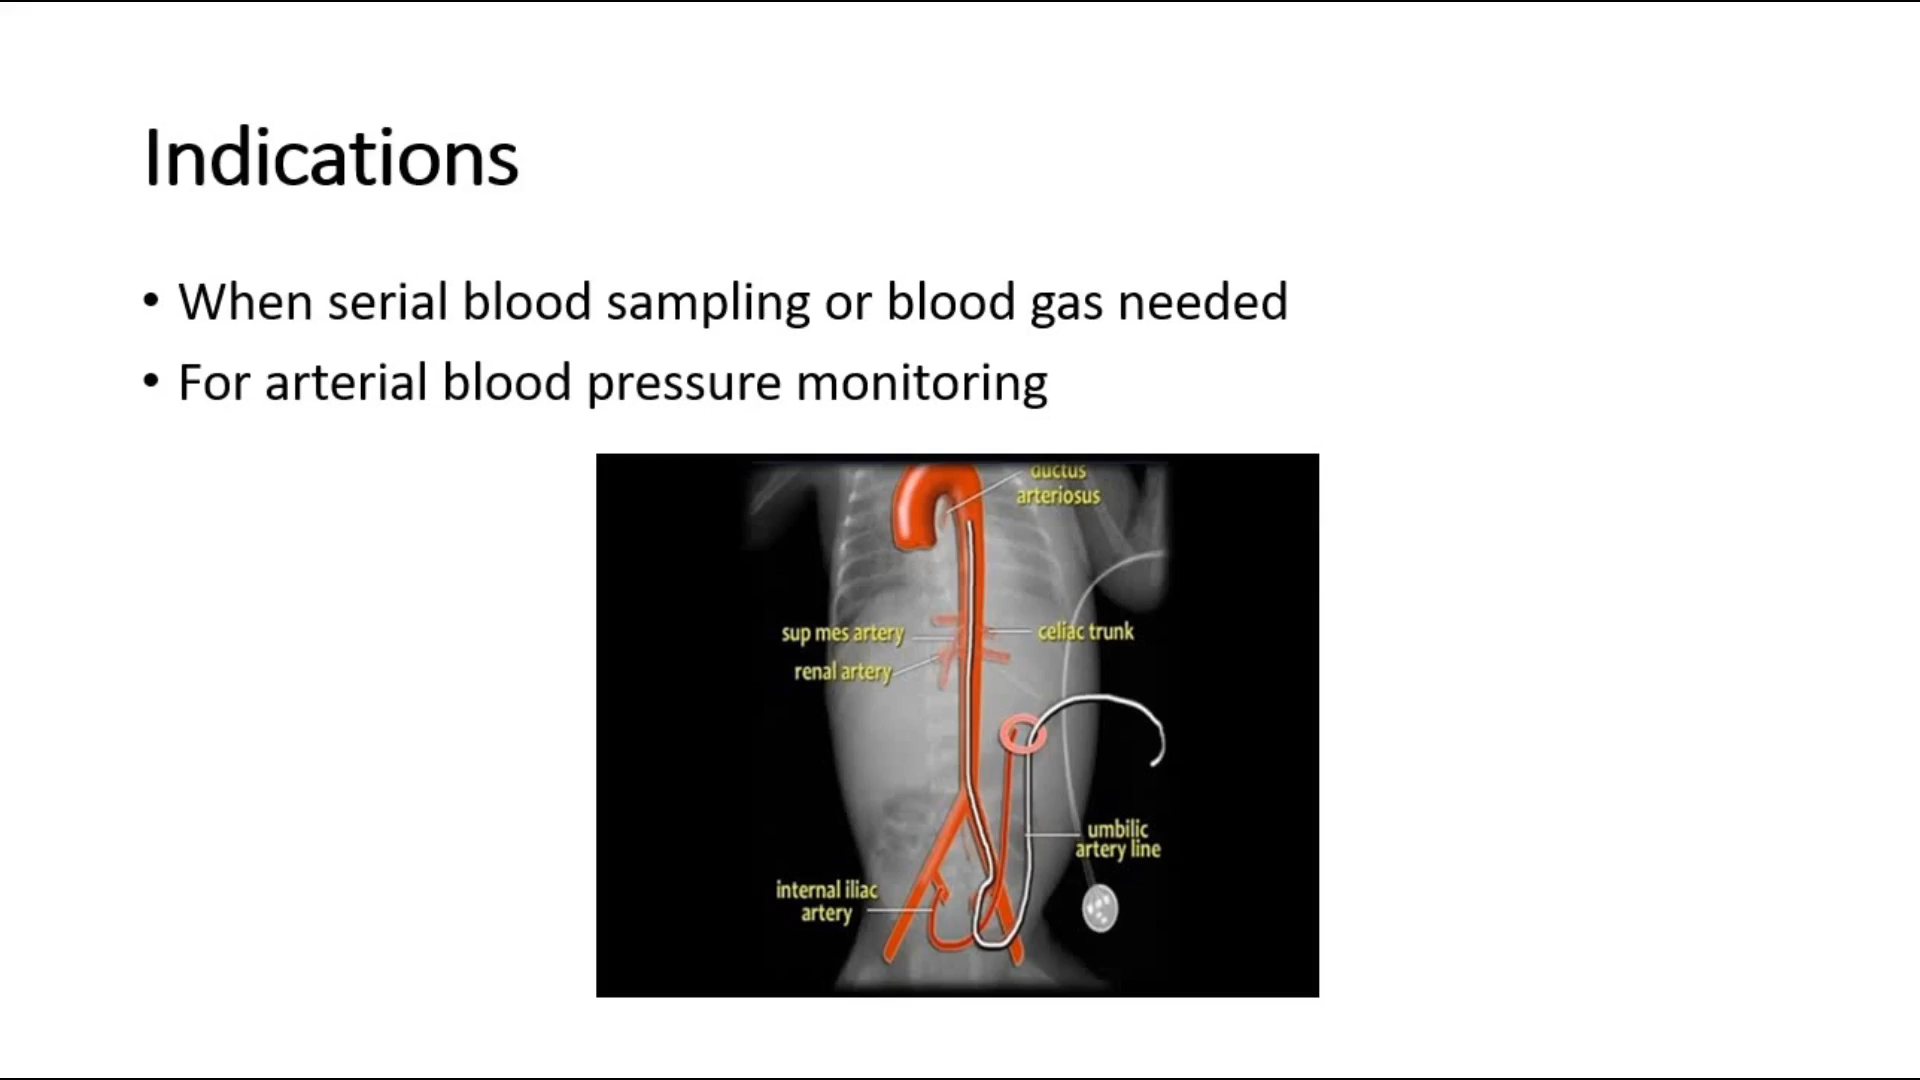 Indications
• When serial blood sampling or blood gas needed
• For arterial blood pressure monitoring
ductus
arteriosus
sup mes artery
celiac trunk
renal artery
umbilic
artery line
internal iliac
artery